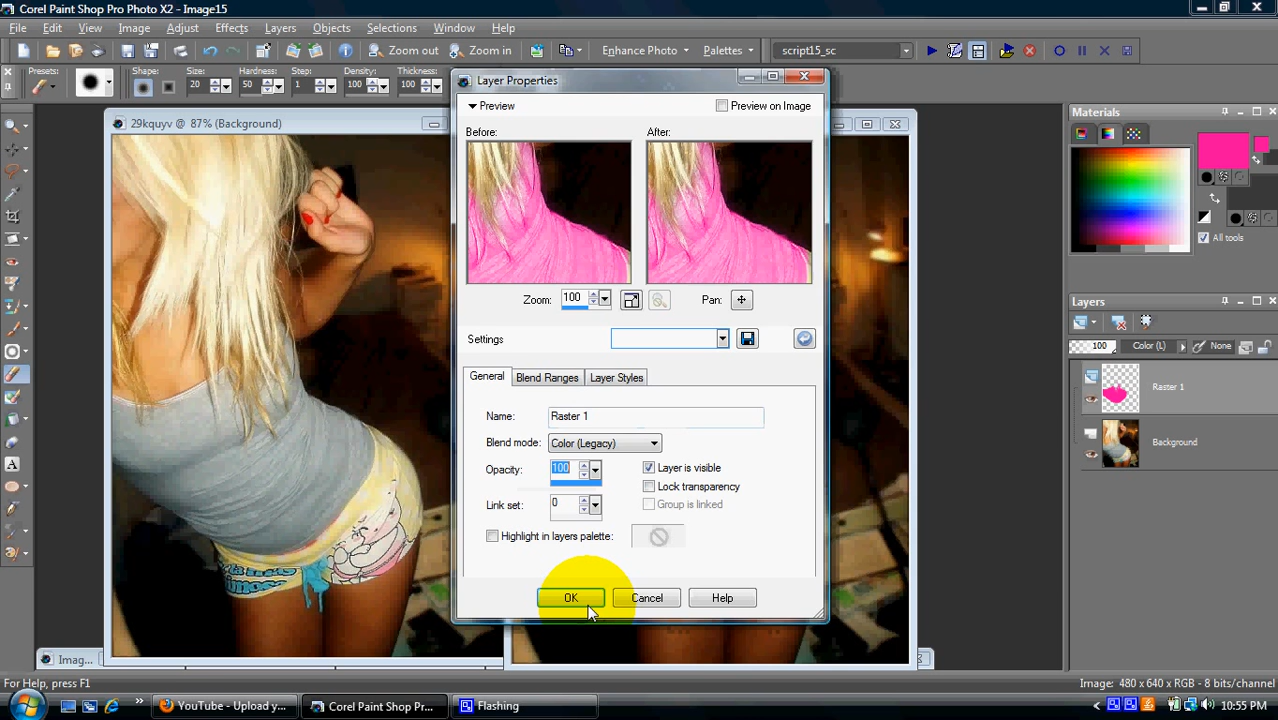 Corel Paint Shop Pro Photo X2 - Image15
File Edit View Image Adjust Effects Layers Objects Selections Window Help
Zoom out Zoom in Enhance Photo Palettes script15_sc
Presets: Shape: Size: Hardness: Step: Density: Thickness:
20 50 1 100 100
29kquyv @ 87% (Background)
Layer Properties
Preview
Preview on Image
Before: After:
Zoom: 100 Pan:
Settings
General Blend Ranges Layer Styles
Name: Raster 1
Blend mode: Color (Legacy)
Opacity: 100
Layer is visible
Lock transparency
Link set: 0
Group is linked
Highlight in layers palette:
OK Cancel Help
Materials
All tools
Layers
100 Color (L) None
Raster 1
Background
Imag...
For Help, press F1
Image: 480 x 640 x RGB - 8 bits/channel
YouTube - Upload y... Corel Paint Shop Pr... Flashing
10:55 PM